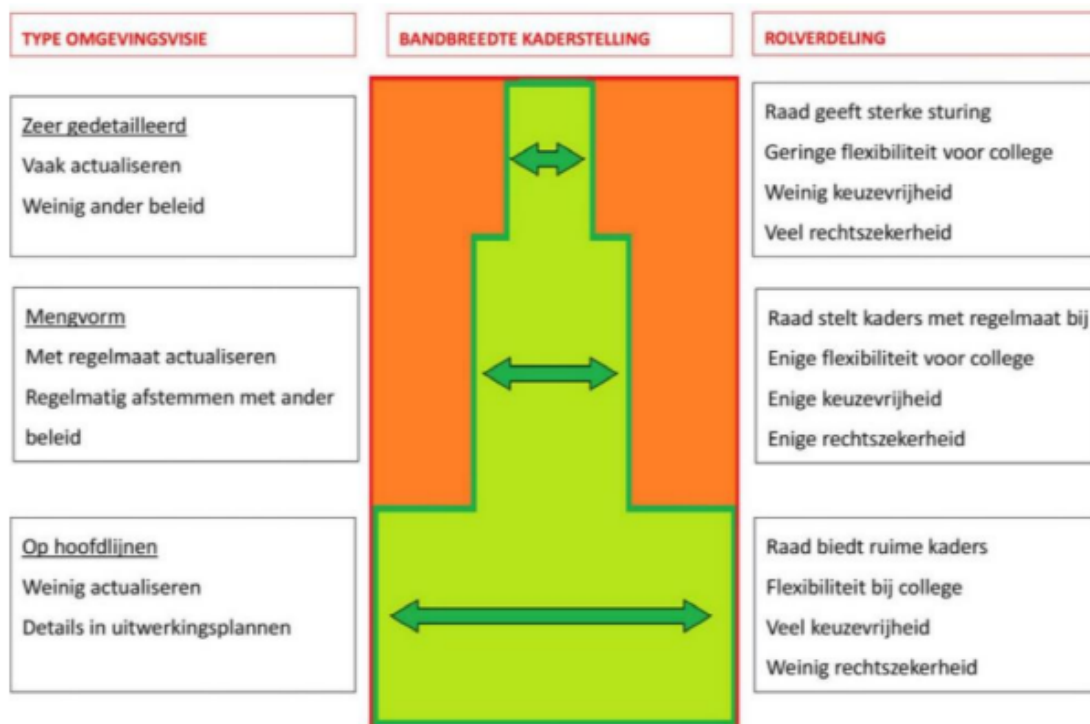 TYPE OMGEVINGSVISIE
BANDBREEDTE KADERSTELLING
ROLVERDELING
Zeer gedetailleerd
Vaak actualiseren
Weinig ander beleid
Raad geeft sterke sturing
Geringe flexibiliteit voor college
Weinig keuzevrijheid
Veel rechtszekerheid
Mengvorm
Met regelmaat actualiseren
Regelmatig afstemmen met ander
beleid
Raad stelt kaders met regelmaat bij
Enige flexibiliteit voor college
Enige keuzevrijheid
Enige rechtszekerheid
Op hoofdlijnen
Weinig actualiseren
Details in uitwerkingsplannen
Raad biedt ruime kaders
Flexibiliteit bij college
Veel keuzevrijheid
Weinig rechtszekerheid